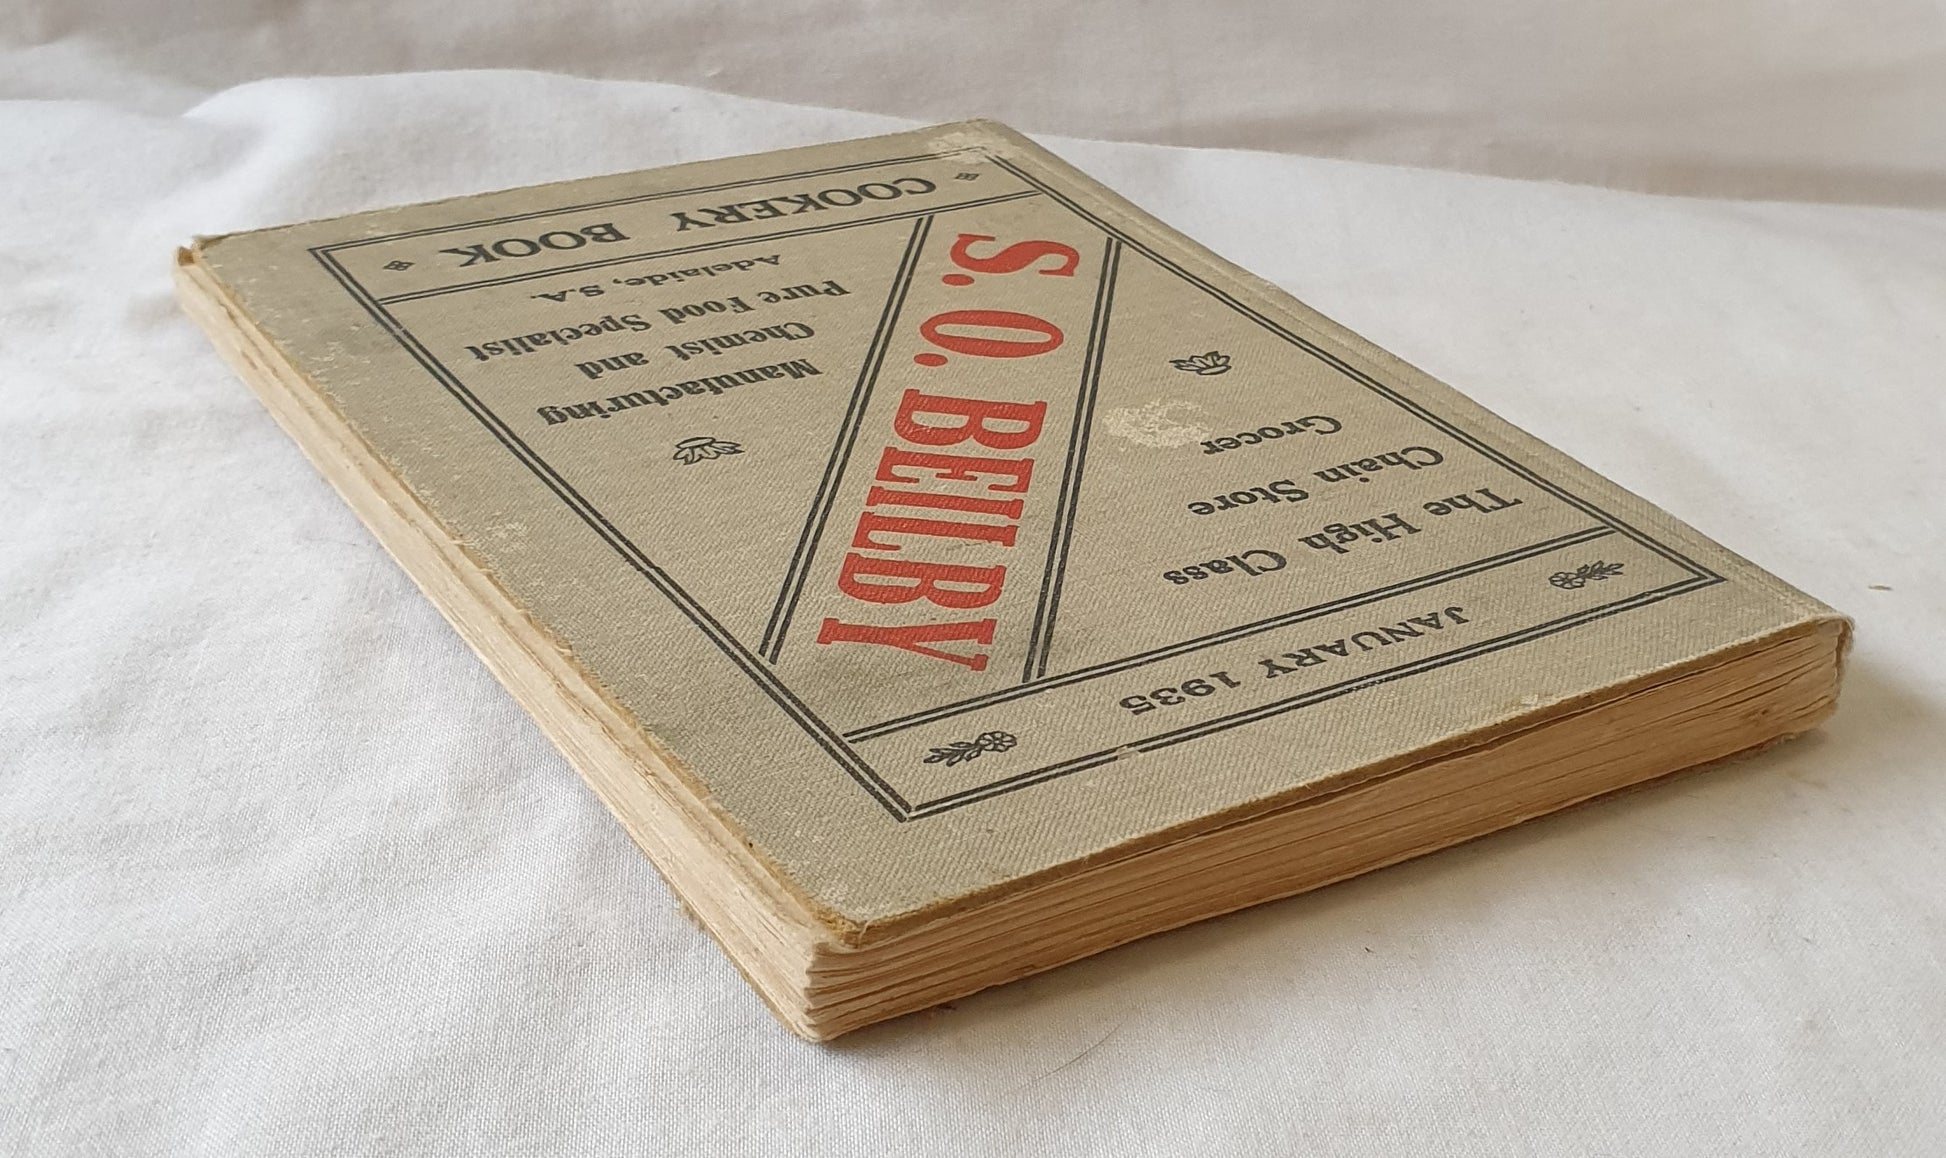 JANUARY 1935
The High Class
Chain Store
Grocer
S. O. BEILBY
Manufacturing
Chemist and
Pure Food Specialist
Adelaide, S.A.
COOKERY BOOK